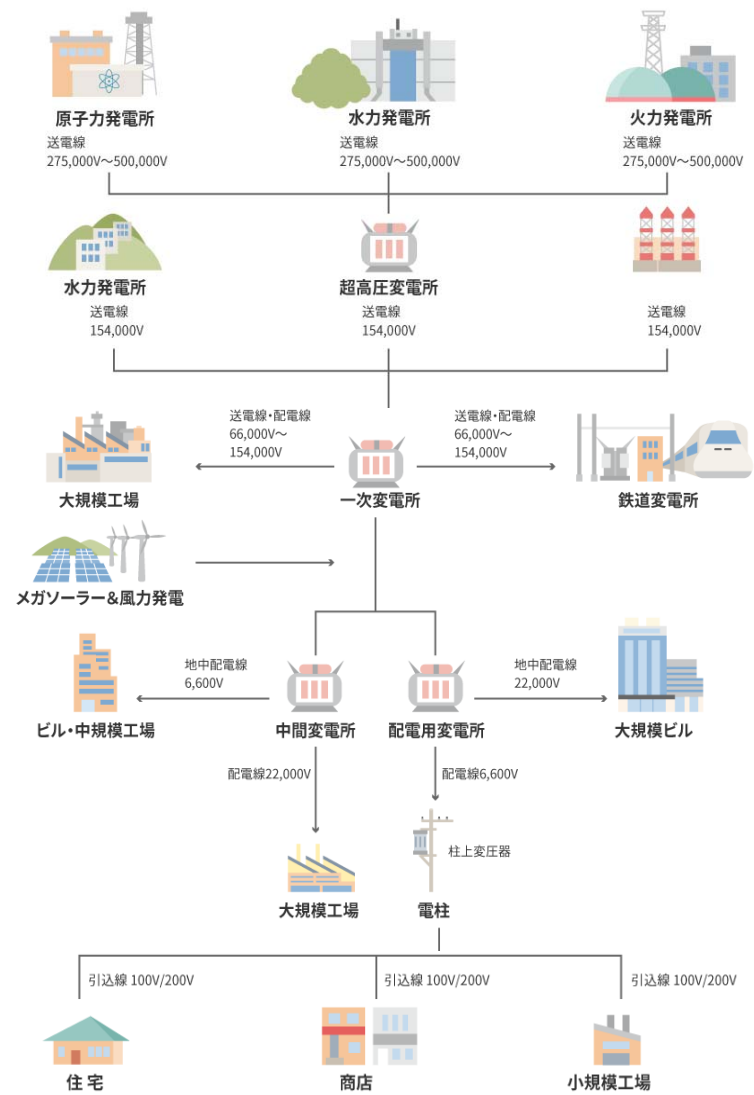 原子力発電所
水力発電所
火力発電所
送電線
275,000V～500,000V
送電線
275,000V～500,000V
送電線
275,000V～500,000V
水力発電所
超高圧変電所
送電線
154,000V
送電線
154,000V
送電線
154,000V
送電線・配電線
66,000V～
154,000V
送電線・配電線
66,000V～
154,000V
大規模工場
一次変電所
鉄道変電所
メガソーラー&風力発電
地中配電線
6,600V
地中配電線
22,000V
ビル・中規模工場
中間変電所
配電用変電所
大規模ビル
配電線22,000V
配電線6,600V
柱上変圧器
大規模工場
電柱
引込線 100V/200V
引込線 100V/200V
引込線 100V/200V
住宅
商店
小規模工場